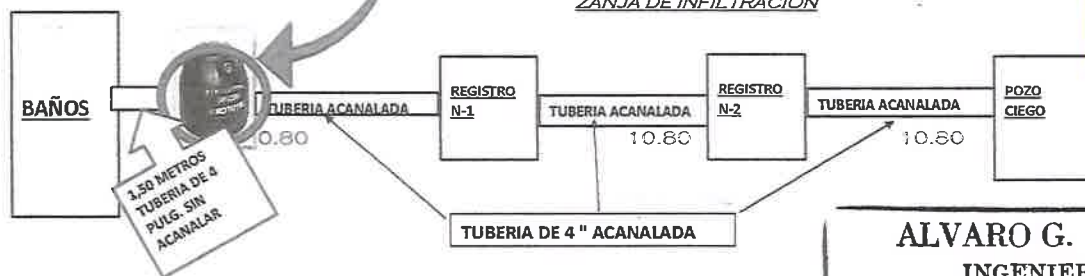 ZANJA DE INFILTRACION
BAÑOS
TUBERIA ACANALADA
0.80
REGISTRO
N-1
TUBERIA ACANALADA
10.80
REGISTRO
N-2
TUBERIA ACANALADA
10.80
POZO
CIEGO
1,50 METROS
TUBERIA DE 4
PULG. SIN
ACANALAR
TUBERIA DE 4 " ACANALADA
ALVARO G.